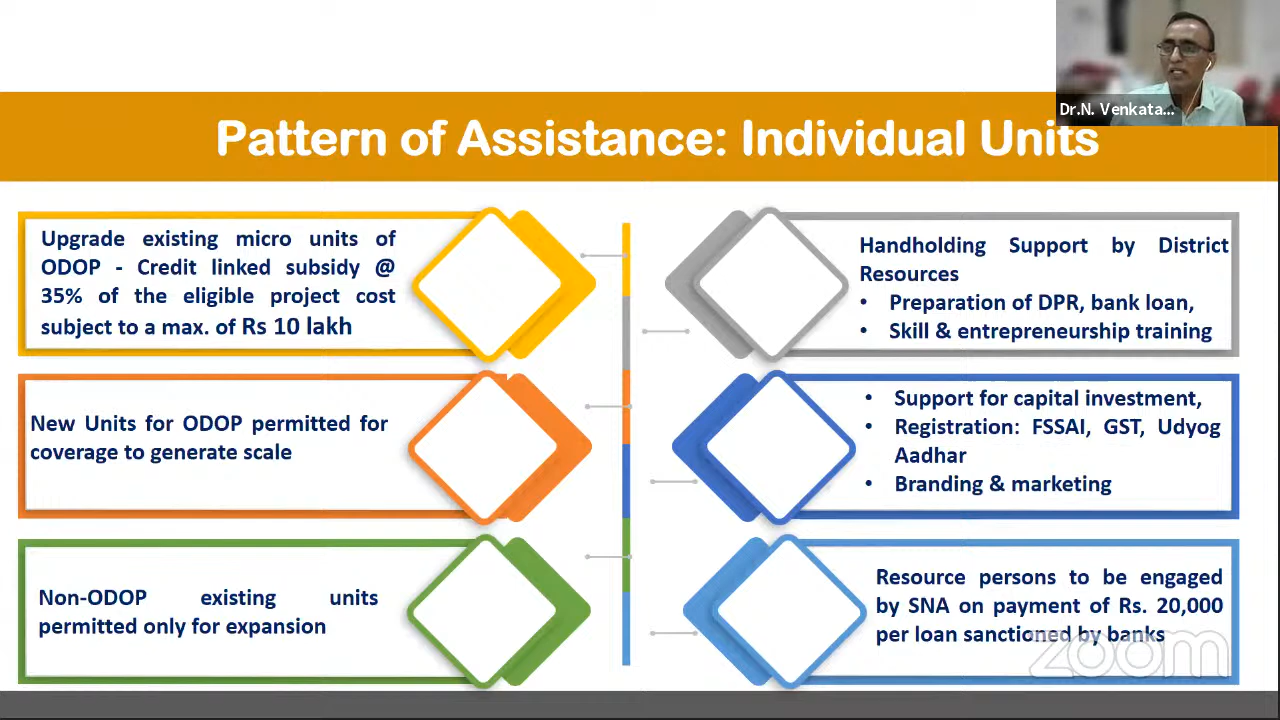 Dr.N. Venkata...
Pattern of Assistance: Individual Units
Upgrade existing micro units of
ODOP - Credit linked subsidy @
35% of the eligible project cost
subject to a max. of Rs 10 lakh
New Units for ODOP permitted for
coverage to generate scale
Non-ODOP existing units
permitted only for expansion
Handholding Support by District
Resources
• Preparation of DPR, bank loan,
• Skill & entrepreneurship training
• Support for capital investment,
• Registration: FSSAI, GST, Udyog
Aadhar
• Branding & marketing
Resource persons to be engaged
by SNA on payment of Rs. 20,000
per loan sanctioned by banks
zoom